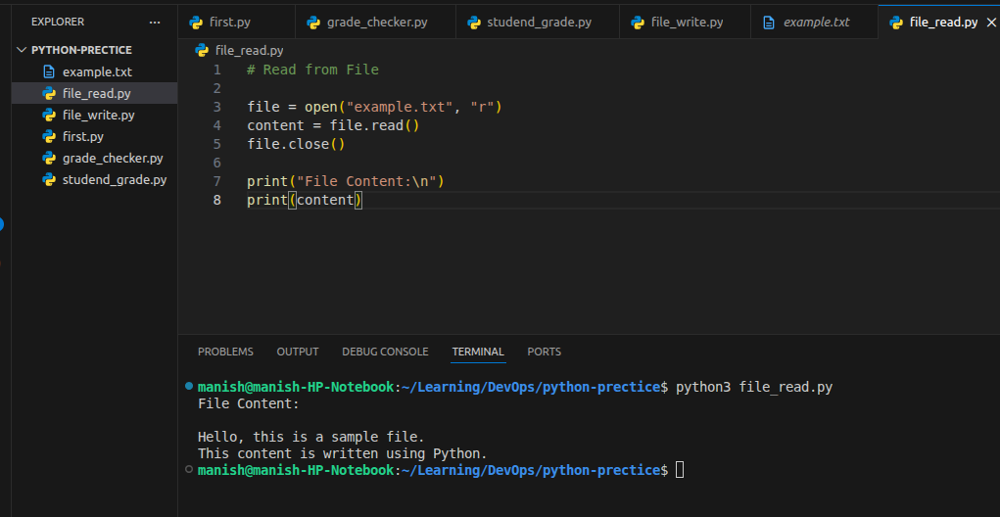 EXPLORER ...
PYTHON-PRECTICE
example.txt
file_read.py
file_write.py
first.py
grade_checker.py
studend_grade.py
first.py grade_checker.py studend_grade.py file_write.py example.txt file_read.py
file_read.py
1 # Read from File
2
3 file = open("example.txt", "r")
4 content = file.read()
5 file.close()
6
7 print("File Content:\n")
8 print(content)
PROBLEMS OUTPUT DEBUG CONSOLE TERMINAL PORTS
manish@manish-HP-Notebook:~/Learning/DevOps/python-prectice$ python3 file_read.py
File Content:
Hello, this is a sample file.
This content is written using Python.
manish@manish-HP-Notebook:~/Learning/DevOps/python-prectice$